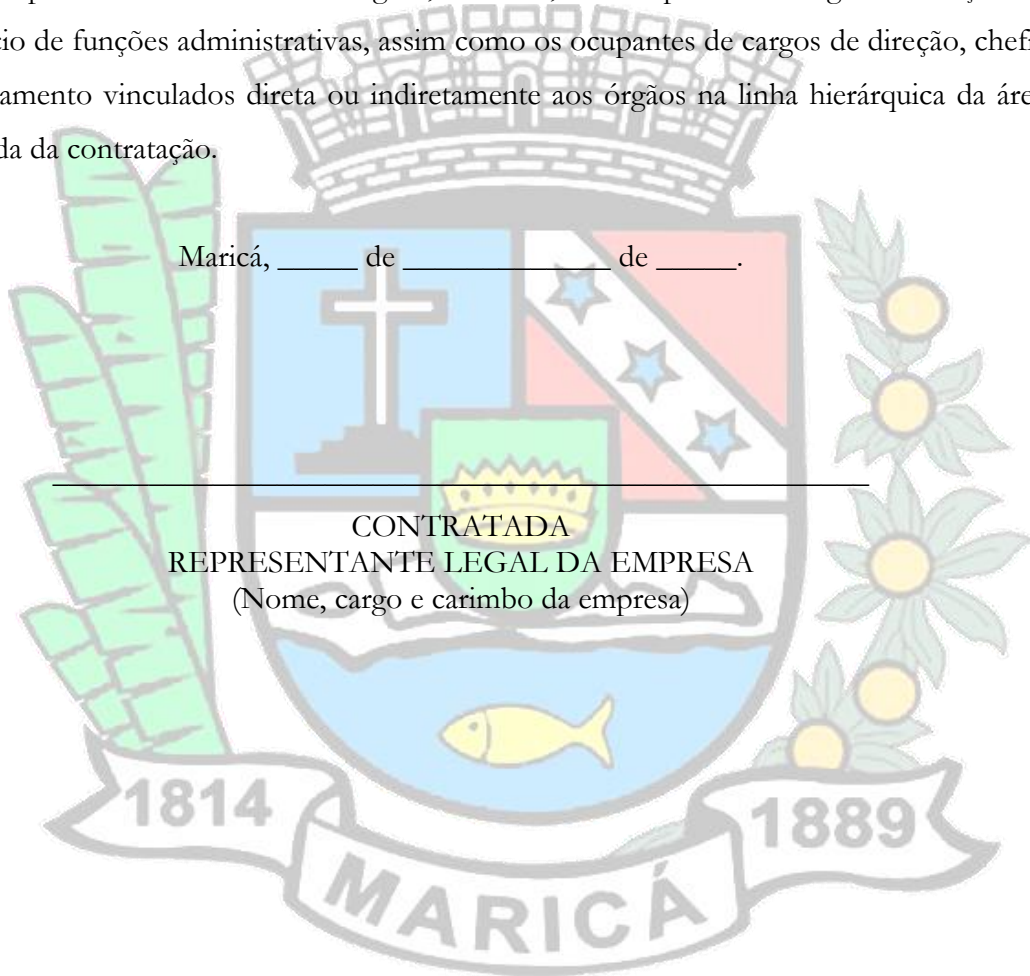 cio de funções administrativas, assim como os ocupantes de cargos de direção, chef
amento vinculados direta ou indiretamente aos órgãos na linha hierárquica da áre
da da contratação.
Maricá, _____ de _____________ de _____.
CONTRATADA
REPRESENTANTE LEGAL DA EMPRESA
(Nome, cargo e carimbo da empresa)
1814
1889
MARICÁ